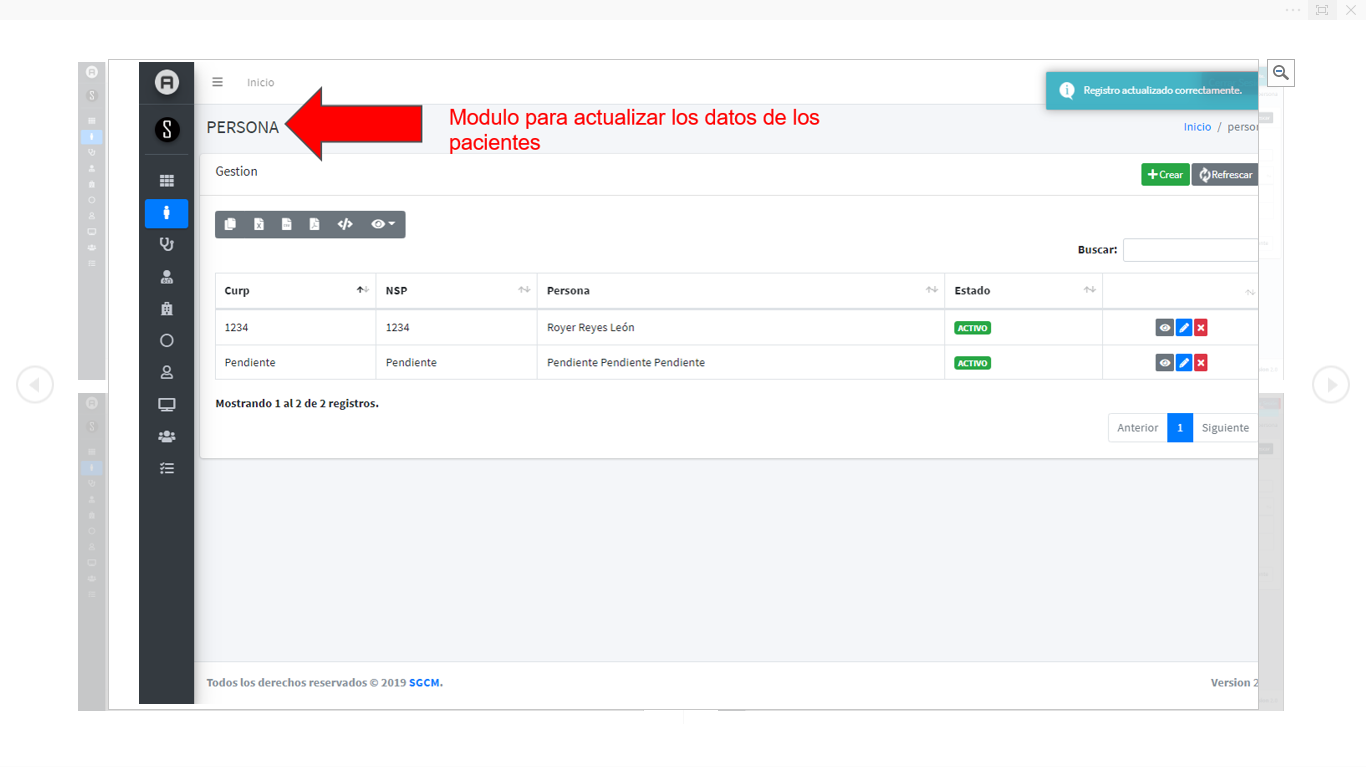 Inicio
Registro actualizado correctamente.
PERSONA
Modulo para actualizar los datos de los
pacientes
Inicio / person
Gestion
Crear
Refrescar
Buscar:
Curp NSP Persona Estado
1234 1234 Royer Reyes León ACTIVO
Pendiente Pendiente Pendiente Pendiente Pendiente ACTIVO
Mostrando 1 al 2 de 2 registros.
Anterior 1 Siguiente
Todos los derechos reservados © 2019 SGCM.
Version 2